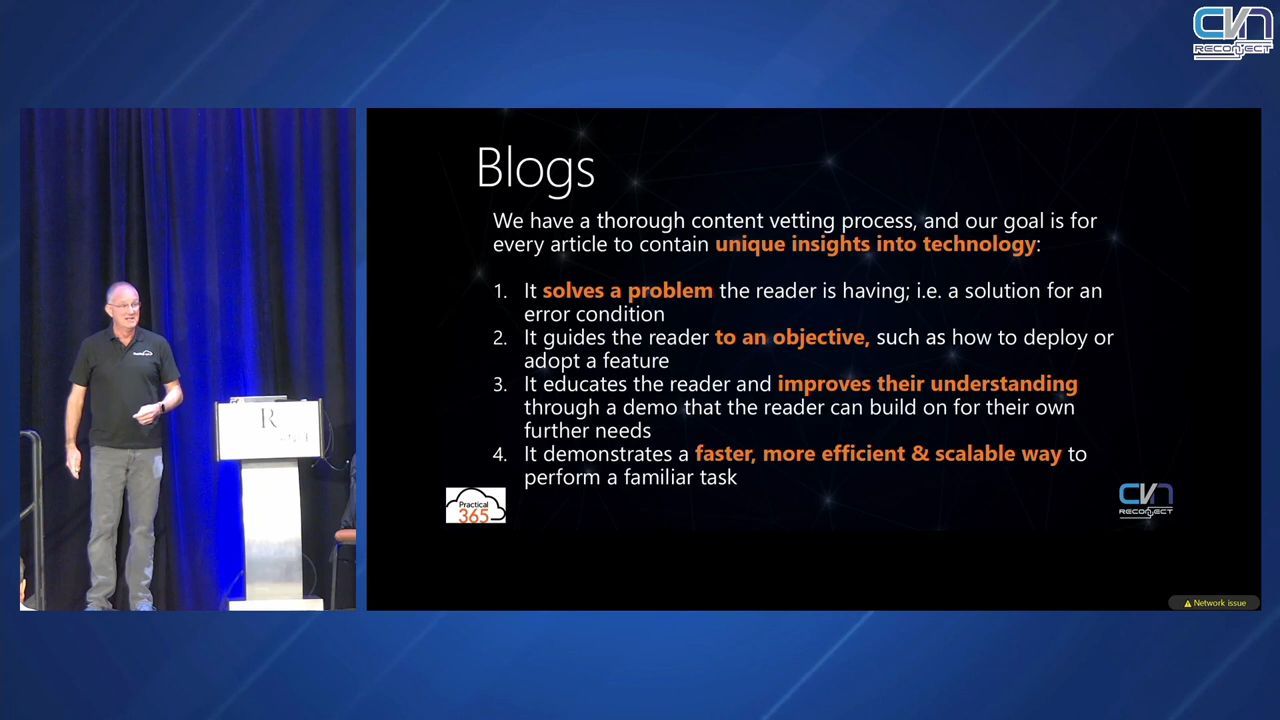 CVN
RECONJECT
Blogs
We have a thorough content vetting process, and our goal is for
every article to contain unique insights into technology:
1. It solves a problem the reader is having; i.e. a solution for an
error condition
2. It guides the reader to an objective, such as how to deploy or
adopt a feature
3. It educates the reader and improves their understanding
through a demo that the reader can build on for their own
further needs
4. It demonstrates a faster, more efficient & scalable way to
perform a familiar task
Practical
365
R
⚠ Network issue